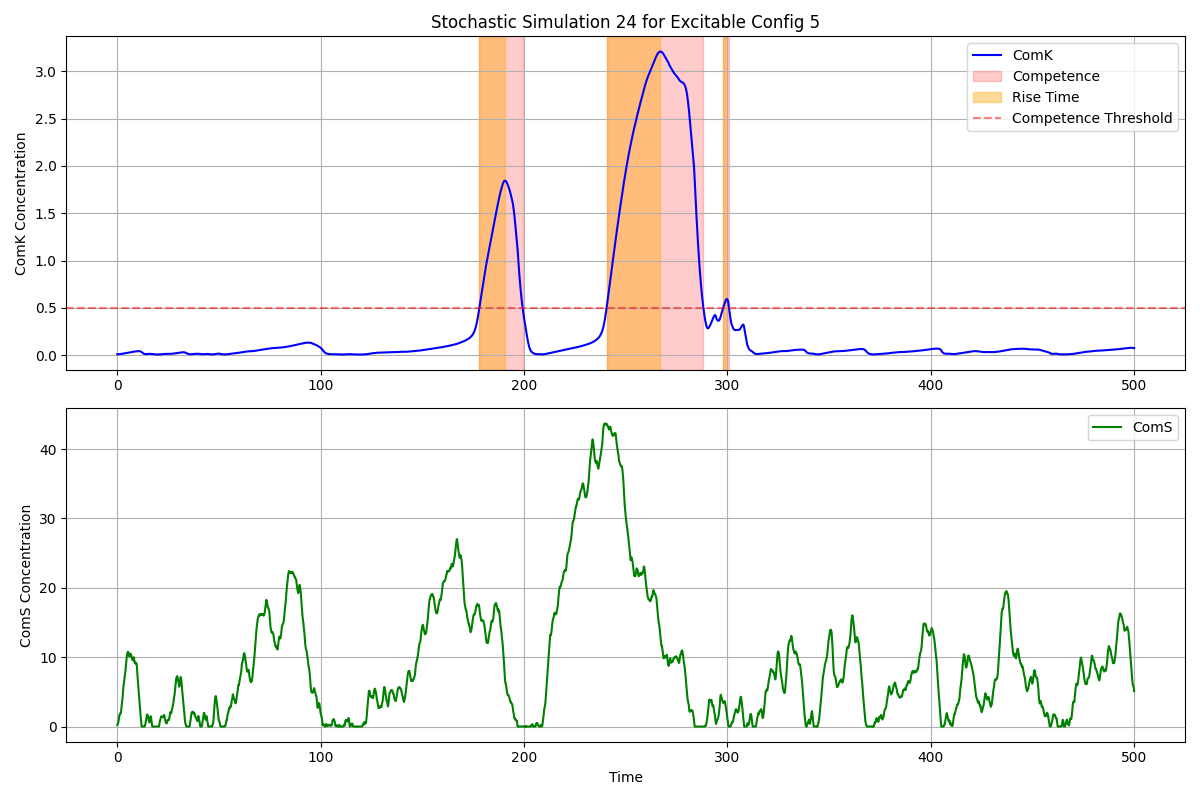 Stochastic Simulation 24 for Excitable Config 5
ComK Concentration
3.0
2.5
2.0
1.5
1.0
0.5
0.0
ComK
Competence
Rise Time
Competence Threshold
0 100 200 300 400 500
ComS Concentration
40
30
20
10
0
ComS
0 100 200 300 400 500
Time